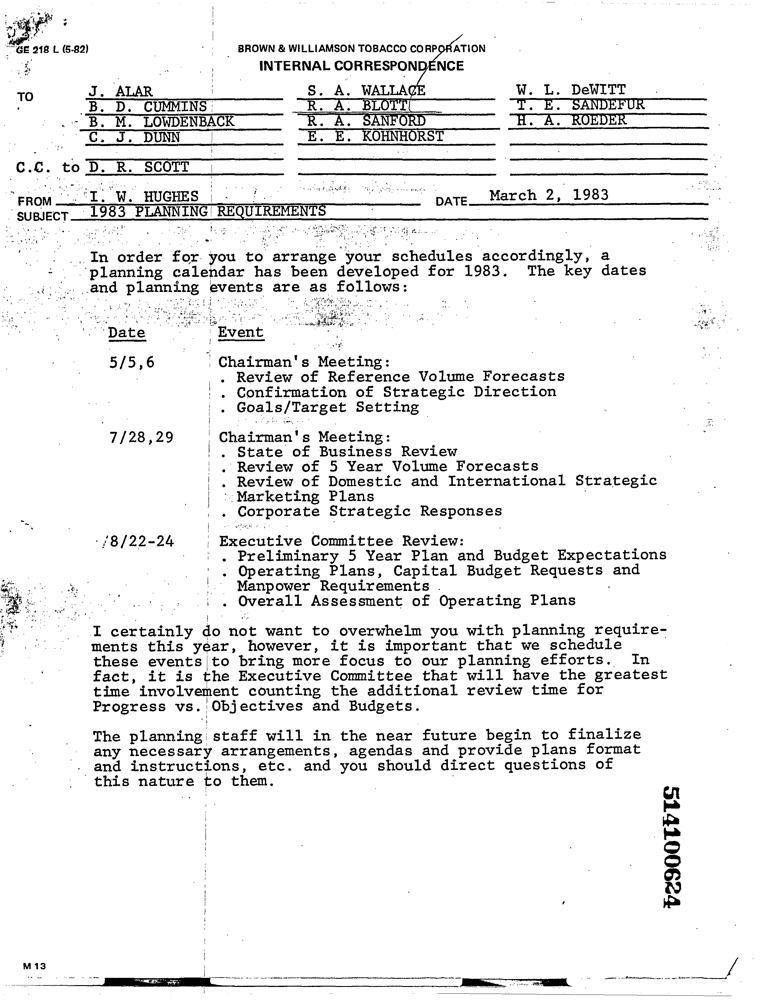 GE 218 L (5-82)
BROWN & WILLIAMSON TOBACCO CORPORATION
INTERNAL CORRESPONDENCE
TO J. ALAR S. A. WALLACE W. L. DeWITT
B. D. CUMMINS R. A. BLOTT T. E. SANDEFUR
B. M. LOWDENBACK R. A. SANFORD H. A. ROEDER
C. J. DUNN E. E. KOHNHORST
C.C. to D. R. SCOTT
FROM I. W. HUGHES DATE March 2, 1983
SUBJECT 1983 PLANNING REQUIREMENTS
In order for you to arrange your schedules accordingly, a
planning calendar has been developed for 1983. The key dates
and planning events are as follows:
Date Event
5/5,6 Chairman's Meeting:
. Review of Reference Volume Forecasts
. Confirmation of Strategic Direction
. Goals/Target Setting
7/28,29 Chairman's Meeting:
. State of Business Review
. Review of 5 Year Volume Forecasts
. Review of Domestic and International Strategic
Marketing Plans
. Corporate Strategic Responses
8/22-24 Executive Committee Review:
. Preliminary 5 Year Plan and Budget Expectations
. Operating Plans, Capital Budget Requests and
Manpower Requirements
. Overall Assessment of Operating Plans
I certainly do not want to overwhelm you with planning require-
ments this year, however, it is important that we schedule
these events to bring more focus to our planning efforts. In
fact, it is the Executive Committee that will have the greatest
time involvement counting the additional review time for
Progress vs. Objectives and Budgets.
The planning staff will in the near future begin to finalize
any necessary arrangements, agendas and provide plans format
and instructions, etc. and you should direct questions of
this nature to them.
514100624
M 13